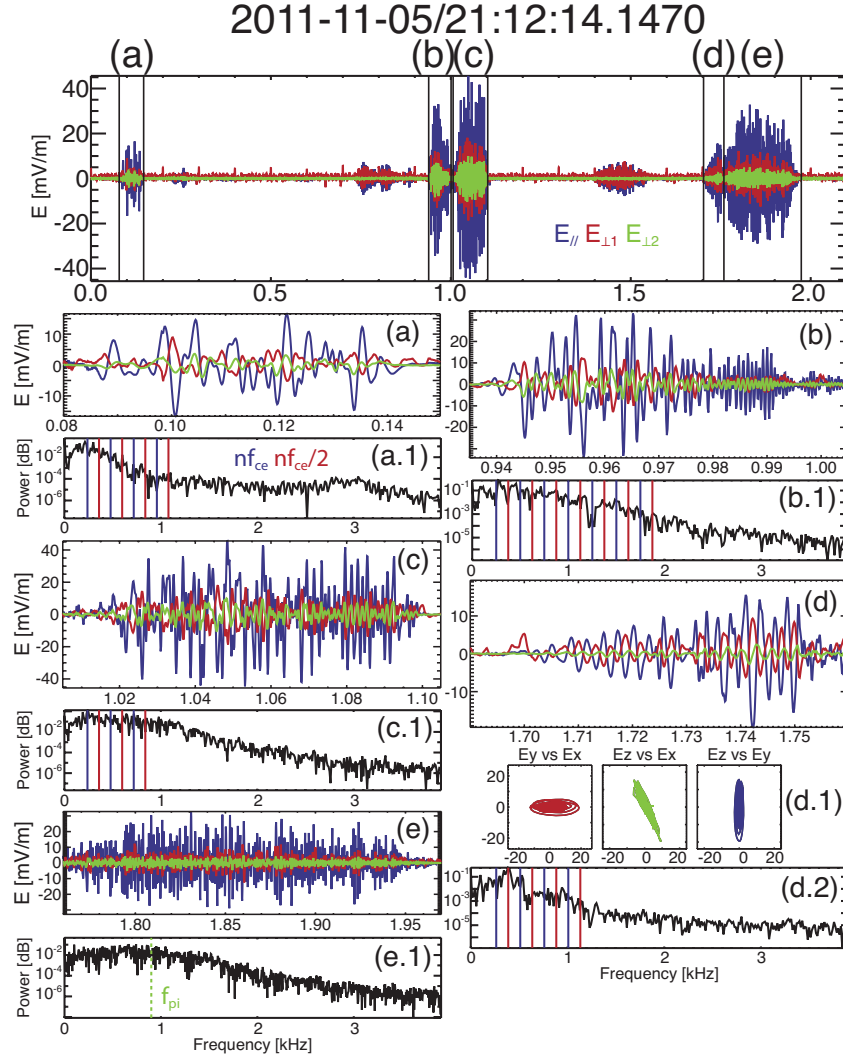 2011-11-05/21:12:14.1470
(a) (b) (c) (d) (e)
E [mV/m]
40
20
0
-20
-40
E// E⊥1 E⊥2
0.0 0.5 1.0 1.5 2.0
(a)
E [mV/m]
10
0
-10
0.08 0.10 0.12 0.14
(b)
20
10
0
-10
-20
0.94 0.95 0.96 0.97 0.98 0.99 1.00
(a.1)
nfce nfce/2
Power [dB]
10-2
10-4
10-6
0 1 2 3
(b.1)
10-1
10-3
10-5
0 1 2 3
(c)
E [mV/m]
40
20
0
-20
-40
1.02 1.04 1.06 1.08 1.10
(d)
10
0
-10
1.70 1.71 1.72 1.73 1.74 1.75
(c.1)
Power [dB]
10-2
10-4
10-6
0 1 2 3
Ey vs Ex Ez vs Ex Ez vs Ey
20
0
-20
-20 0 20 -20 0 20 -20 0 20
(d.1)
(e)
E [mV/m]
20
10
0
-10
-20
1.80 1.85 1.90 1.95
(d.2)
10-1
10-3
10-5
0 1 2 3
Frequency [kHz]
(e.1)
Power [dB]
10-2
10-4
10-6
fpi
0 1 2 3
Frequency [kHz]